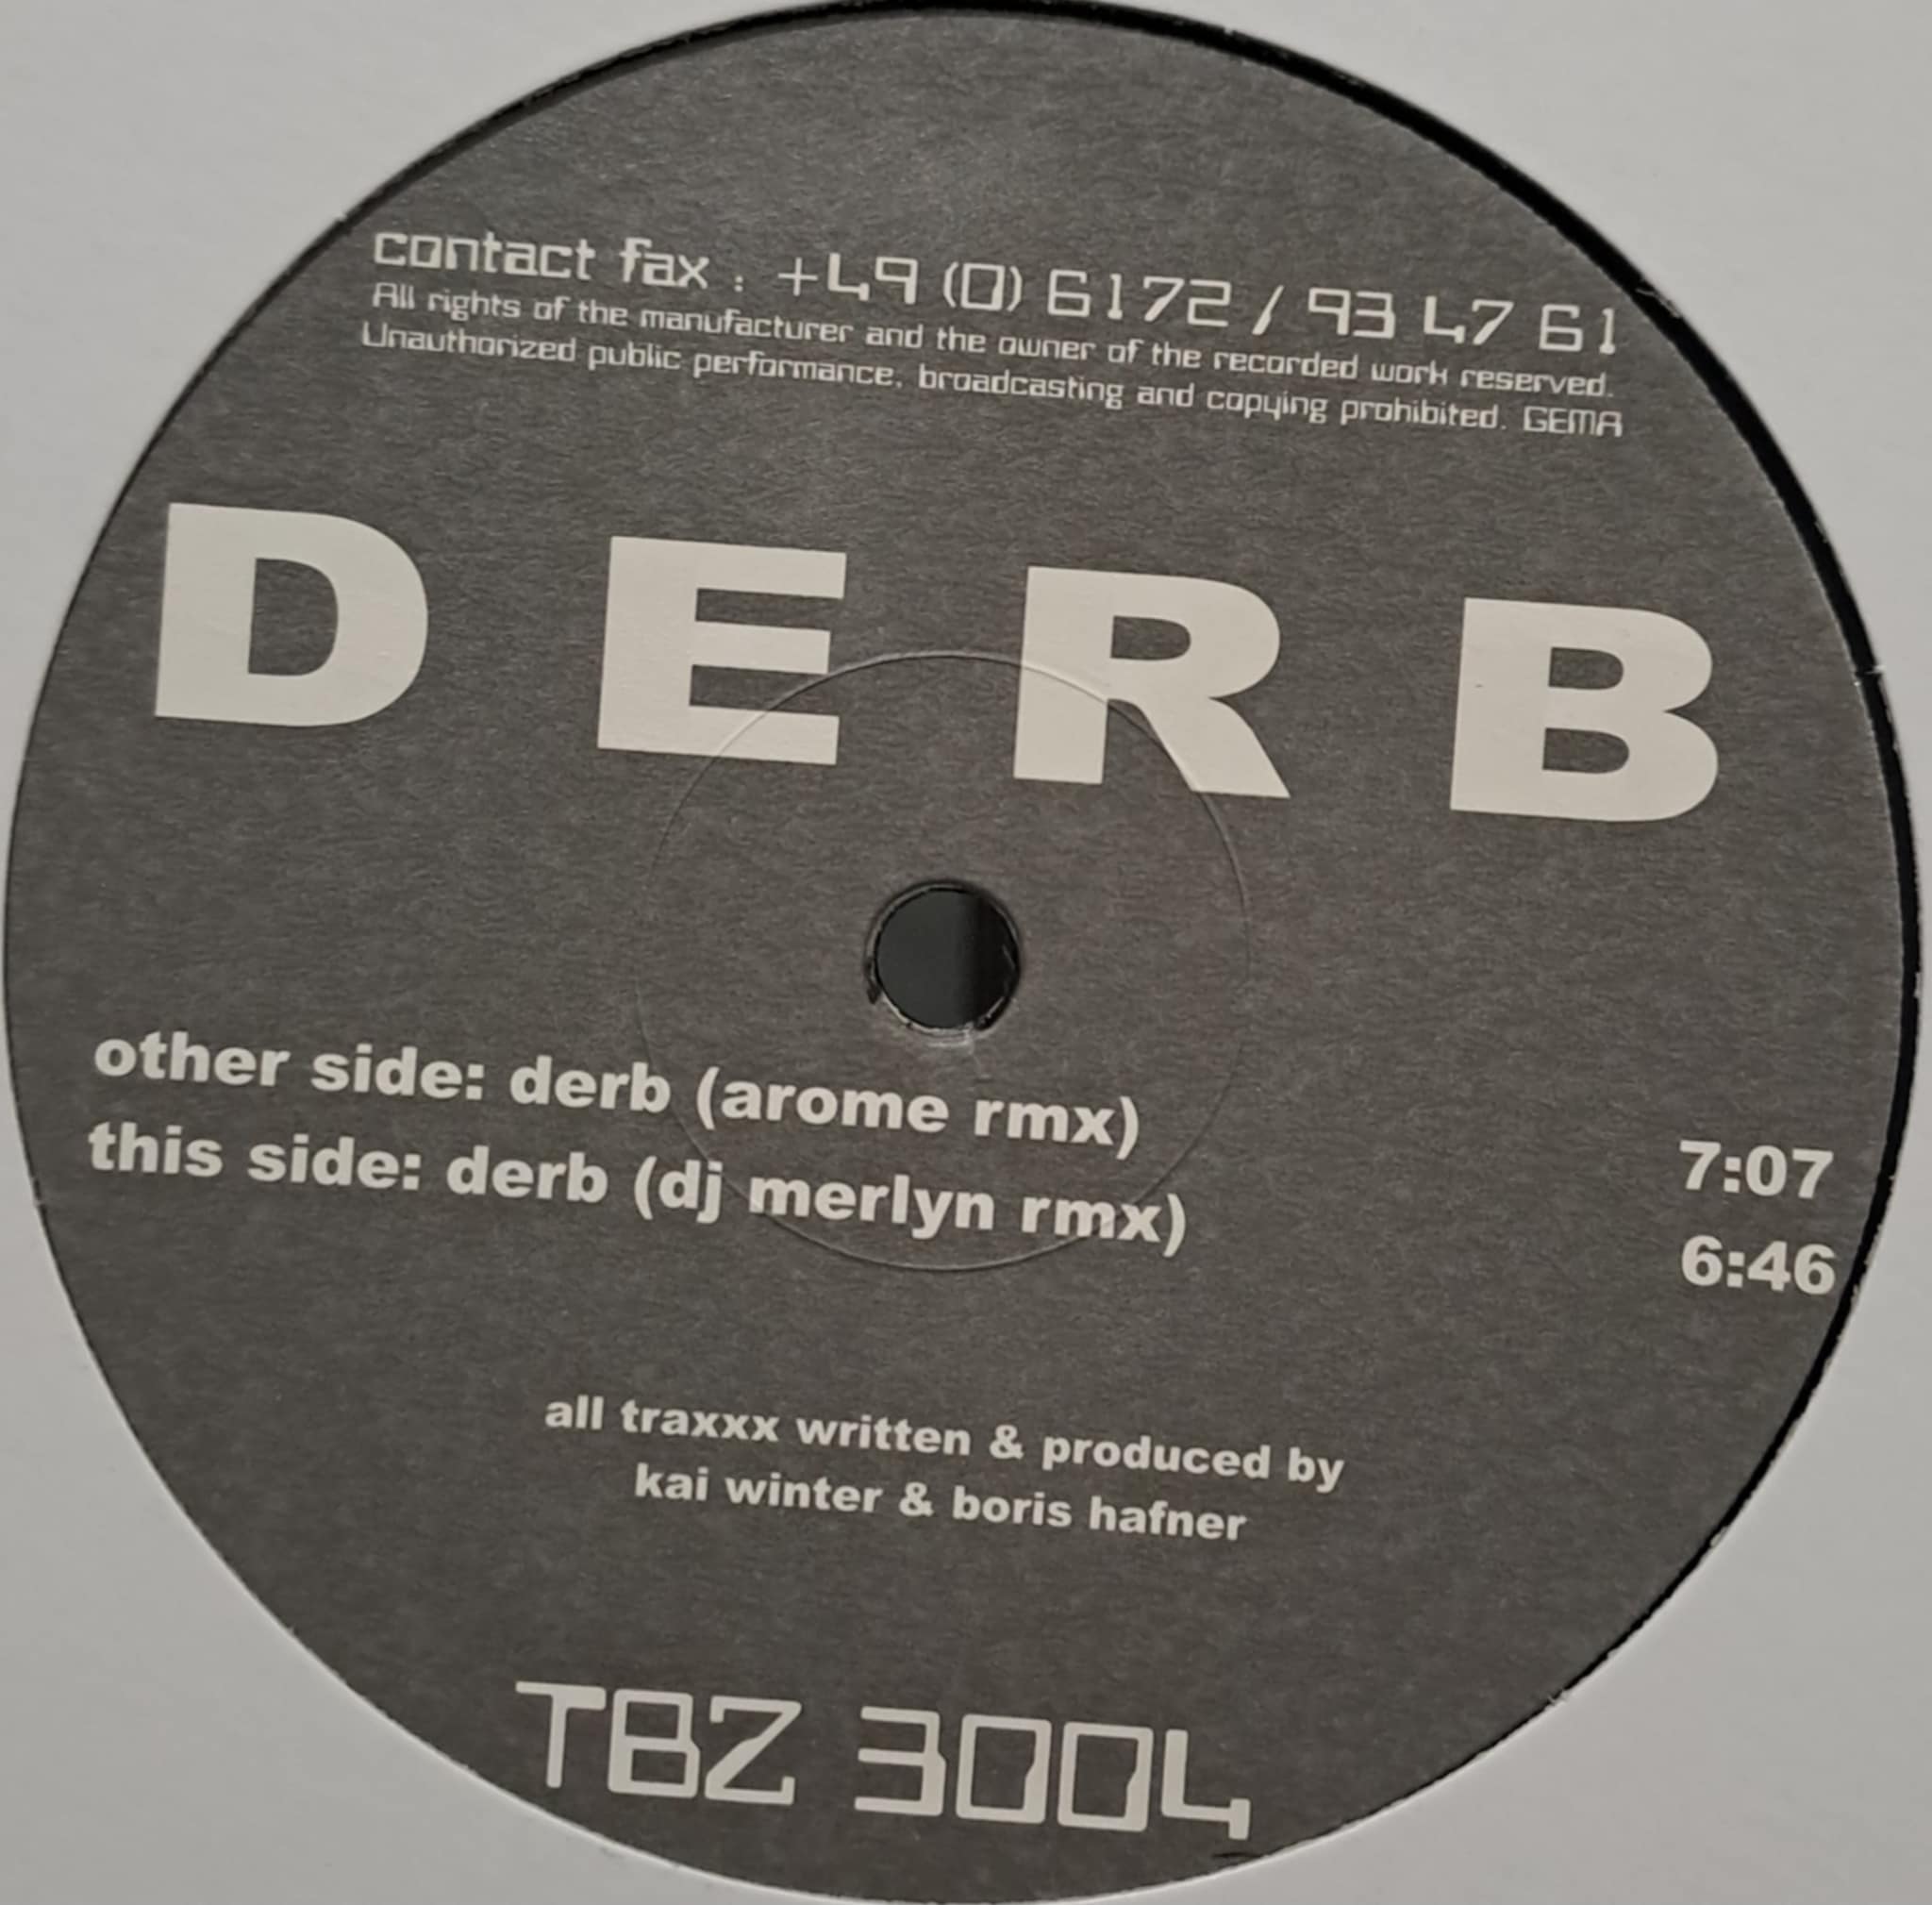 contact fax : +49 (0) 6172 / 93 47 61
All rights of the manufacturer and the owner of the recorded work reserved.
Unauthorized public performance, broadcasting and copying prohibited. GEMA
DERB
other side: derb (arome rmx) 7:07
this side: derb (dj merlyn rmx) 6:46
all traxxx written & produced by
kai winter & boris hafner
TBZ 3004